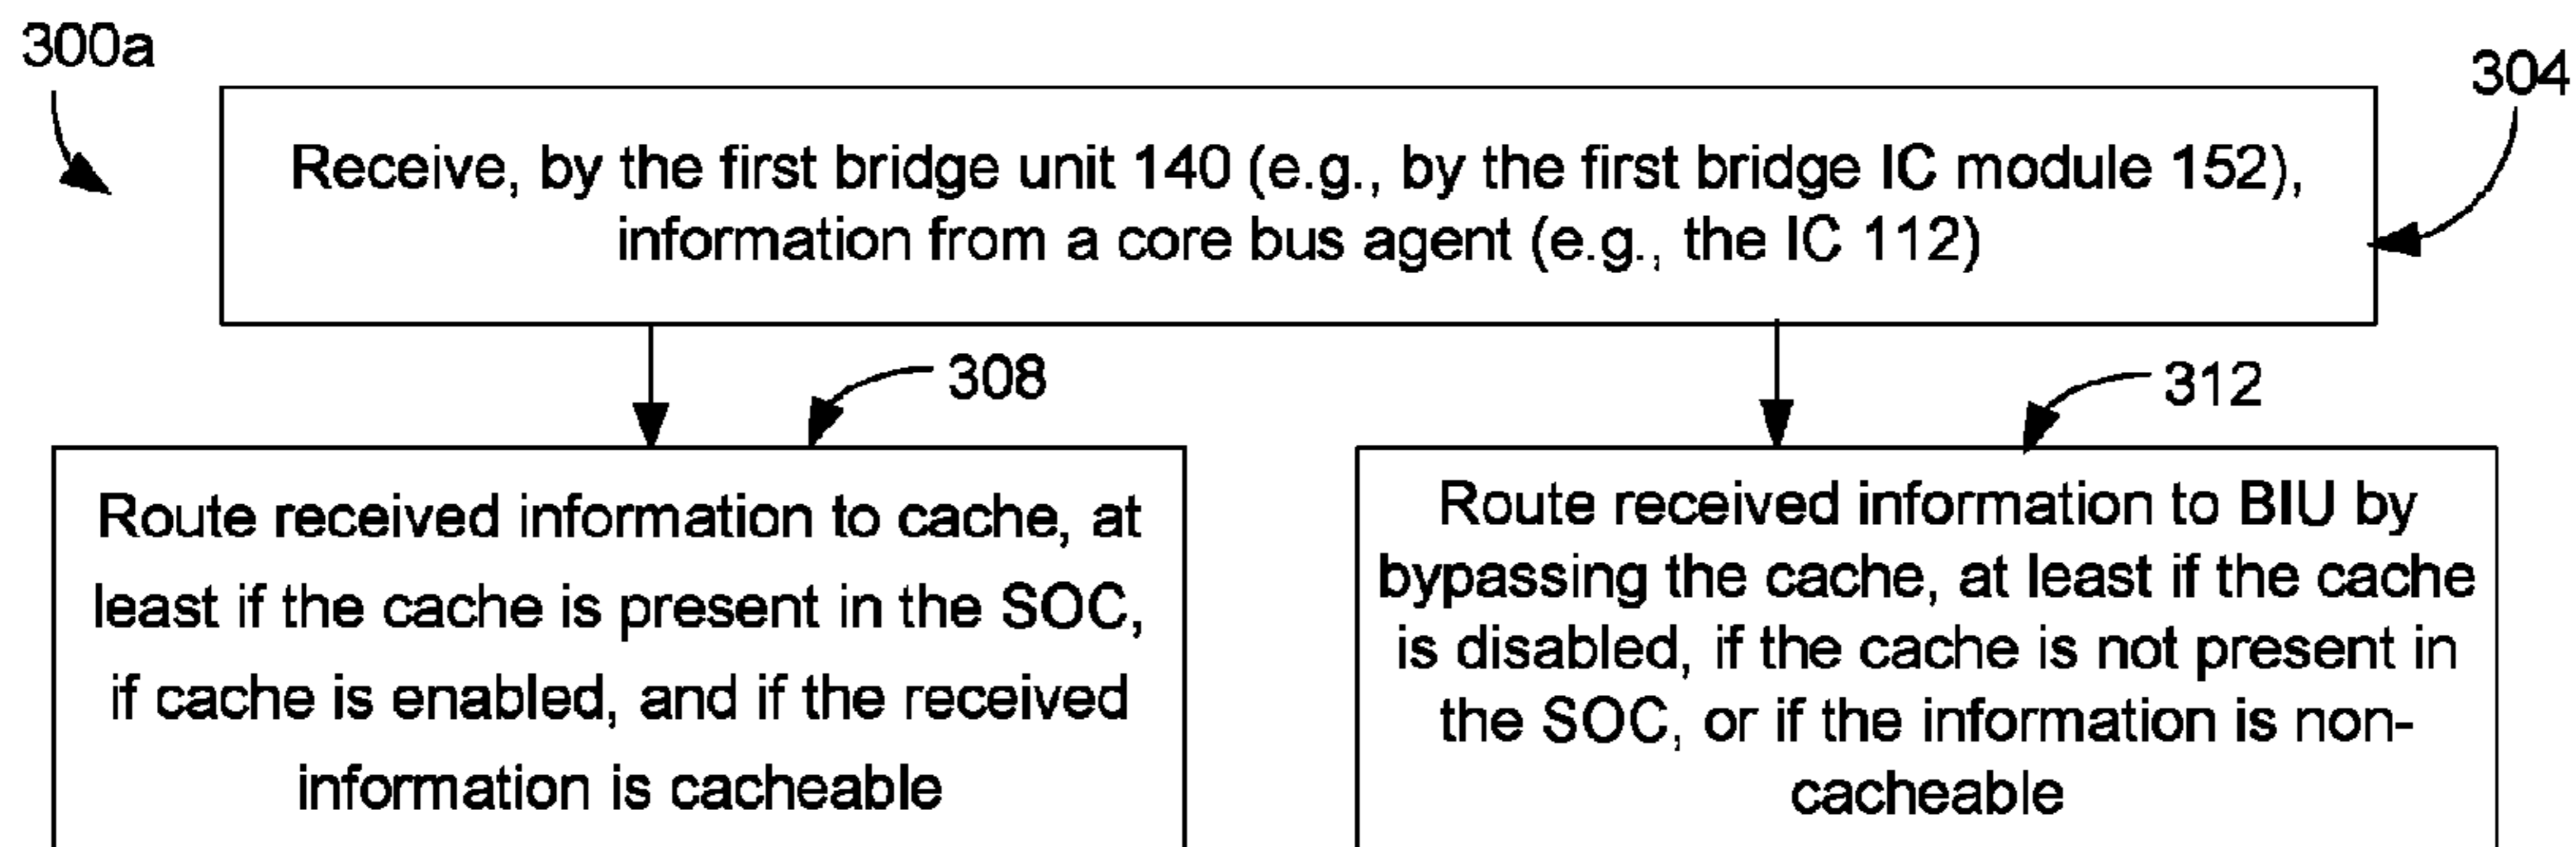 300a
304
Receive, by the first bridge unit 140 (e.g., by the first bridge IC module 152),
information from a core bus agent (e.g., the IC 112)
308
312
Route received information to cache, at
least if the cache is present in the SOC,
if cache is enabled, and if the received
information is cacheable
Route received information to BIU by
bypassing the cache, at least if the cache
is disabled, if the cache is not present in
the SOC, or if the information is non-
cacheable